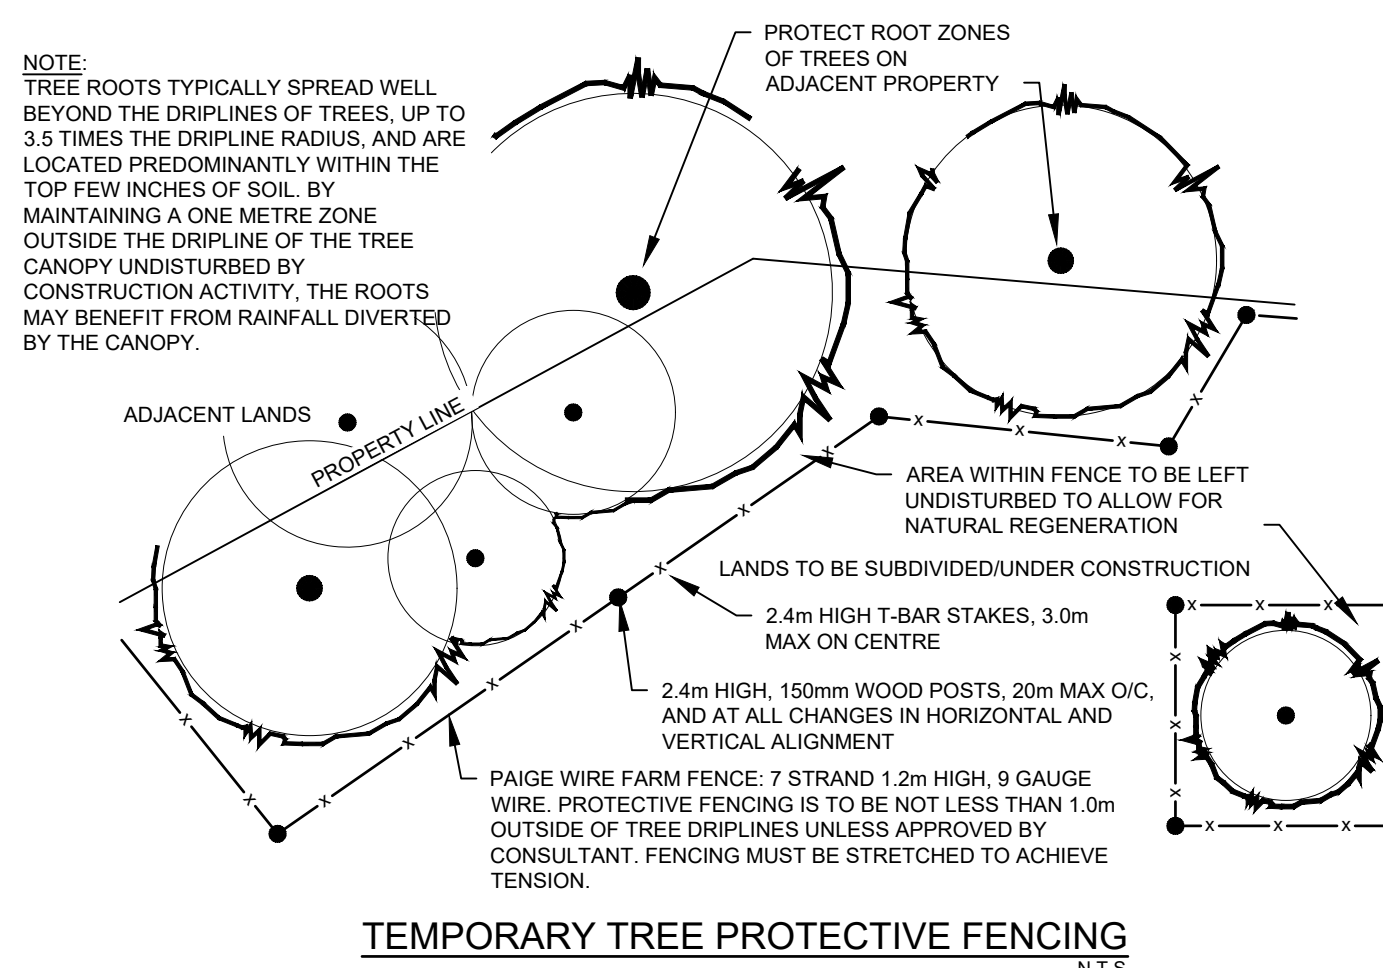 NOTE:
TREE ROOTS TYPICALLY SPREAD WELL
BEYOND THE DRIPLINES OF TREES, UP TO
3.5 TIMES THE DRIPLINE RADIUS, AND ARE
LOCATED PREDOMINANTLY WITHIN THE
TOP FEW INCHES OF SOIL. BY
MAINTAINING A ONE METRE ZONE
OUTSIDE THE DRIPLINE OF THE TREE
CANOPY UNDISTURBED BY
CONSTRUCTION ACTIVITY, THE ROOTS
MAY BENEFIT FROM RAINFALL DIVERTED
BY THE CANOPY.
PROTECT ROOT ZONES
OF TREES ON
ADJACENT PROPERTY
ADJACENT LANDS
PROPERTY LINE
AREA WITHIN FENCE TO BE LEFT
UNDISTURBED TO ALLOW FOR
NATURAL REGENERATION
LANDS TO BE SUBDIVIDED/UNDER CONSTRUCTION
2.4m HIGH T-BAR STAKES, 3.0m
MAX ON CENTRE
2.4m HIGH, 150mm WOOD POSTS, 20m MAX O/C,
AND AT ALL CHANGES IN HORIZONTAL AND
VERTICAL ALIGNMENT
PAIGE WIRE FARM FENCE: 7 STRAND 1.2m HIGH, 9 GAUGE
WIRE. PROTECTIVE FENCING IS TO BE NOT LESS THAN 1.0m
OUTSIDE OF TREE DRIPLINES UNLESS APPROVED BY
CONSULTANT. FENCING MUST BE STRETCHED TO ACHIEVE
TENSION.
TEMPORARY TREE PROTECTIVE FENCING
N.T.S.